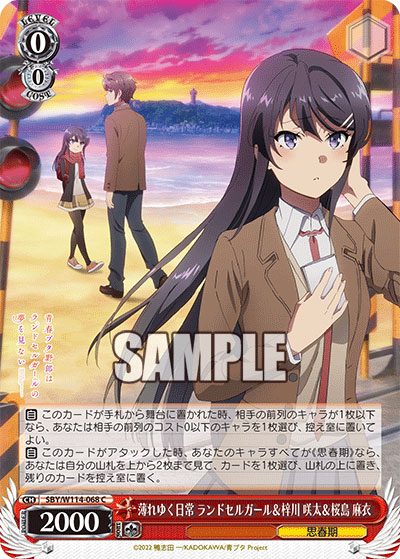 LEVEL
0
0
COST
青春ブタ野郎は
ランドセルガールの
夢を見ない
SAMPLE
自 このカードが手札から舞台に置かれた時、相手の前列のキャラが1枚以下
なら、あなたは相手の前列のコスト0以下のキャラを1枚選び、控え室に置いて
よい。
自 このカードがアタックした時、あなたのキャラすべてが《思春期》なら、
あなたは自分の山札を上から2枚まで見て、カードを1枚選び、山札の上に置き、
残りのカードを控え室に置く。
CH SBY/W114-068 C
薄れゆく日常 ランドセルガール&梓川 咲太&桜島 麻衣
2000
思春期
©2022 鴨志田 一/KADOKAWA/青ブタ Project